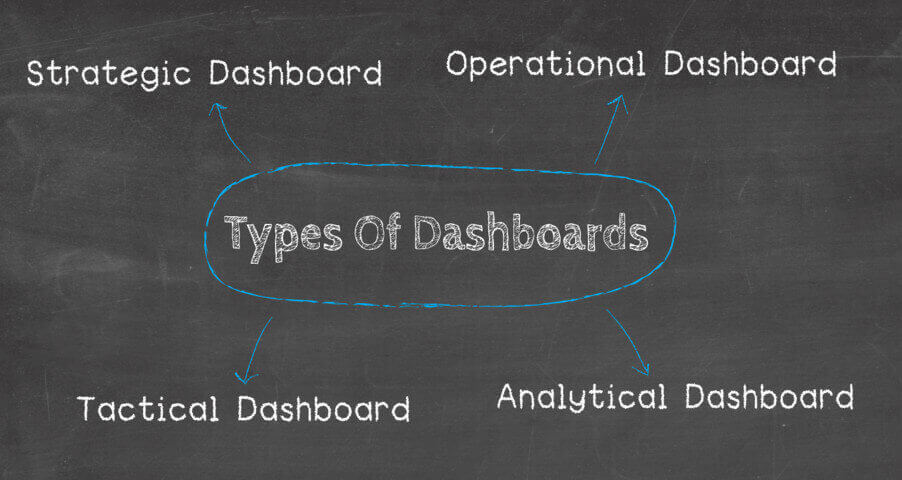 Strategic Dashboard
Operational Dashboard
Types Of Dashboards
Tactical Dashboard
Analytical Dashboard